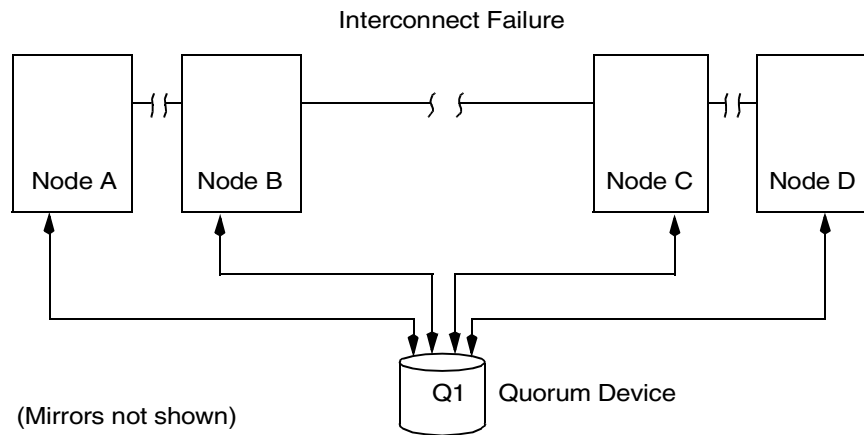 Interconnect Failure
Node A
Node B
Node C
Node D
Q1
Quorum Device
(Mirrors not shown)